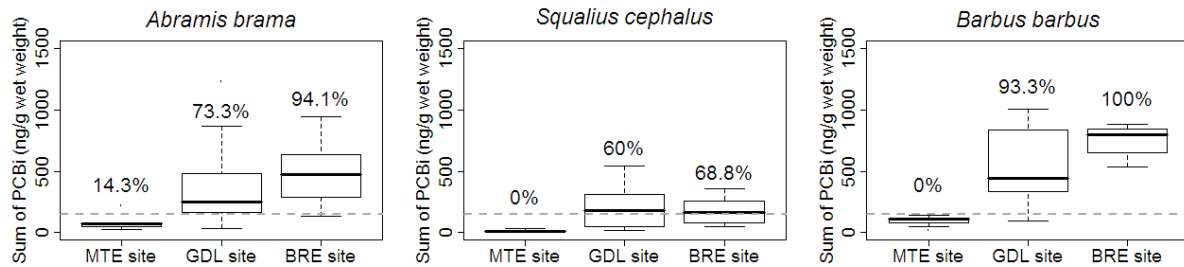 Abramis brama
Sum of PCBi (ng/g wet weight)
1500
1000
500
0
14.3%
73.3%
94.1%
MTE site
GDL site
BRE site
Squalius cephalus
Sum of PCBi (ng/g wet weight)
1500
1000
500
0
0%
60%
68.8%
MTE site
GDL site
BRE site
Barbus barbus
Sum of PCBi (ng/g wet weight)
1500
1000
500
0
0%
93.3%
100%
MTE site
GDL site
BRE site